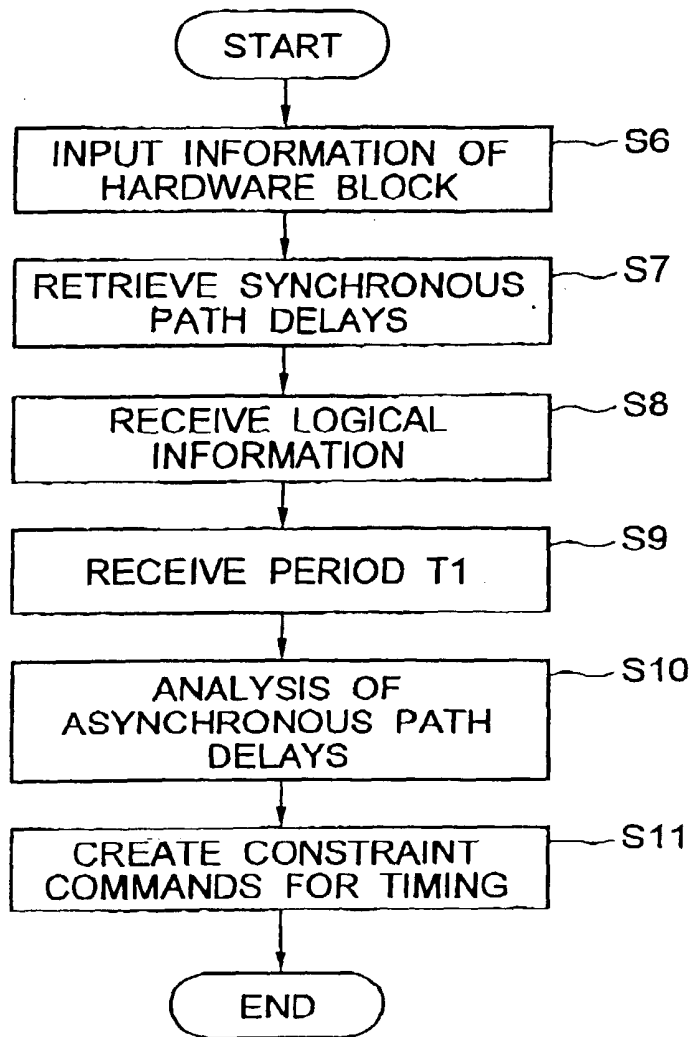 START
INPUT INFORMATION OF
HARDWARE BLOCK
S6
RETRIEVE SYNCHRONOUS
PATH DELAYS
S7
RECEIVE LOGICAL
INFORMATION
S8
RECEIVE PERIOD T1
S9
ANALYSIS OF
ASYNCHRONOUS PATH
DELAYS
S10
CREATE CONSTRAINT
COMMANDS FOR TIMING
S11
END